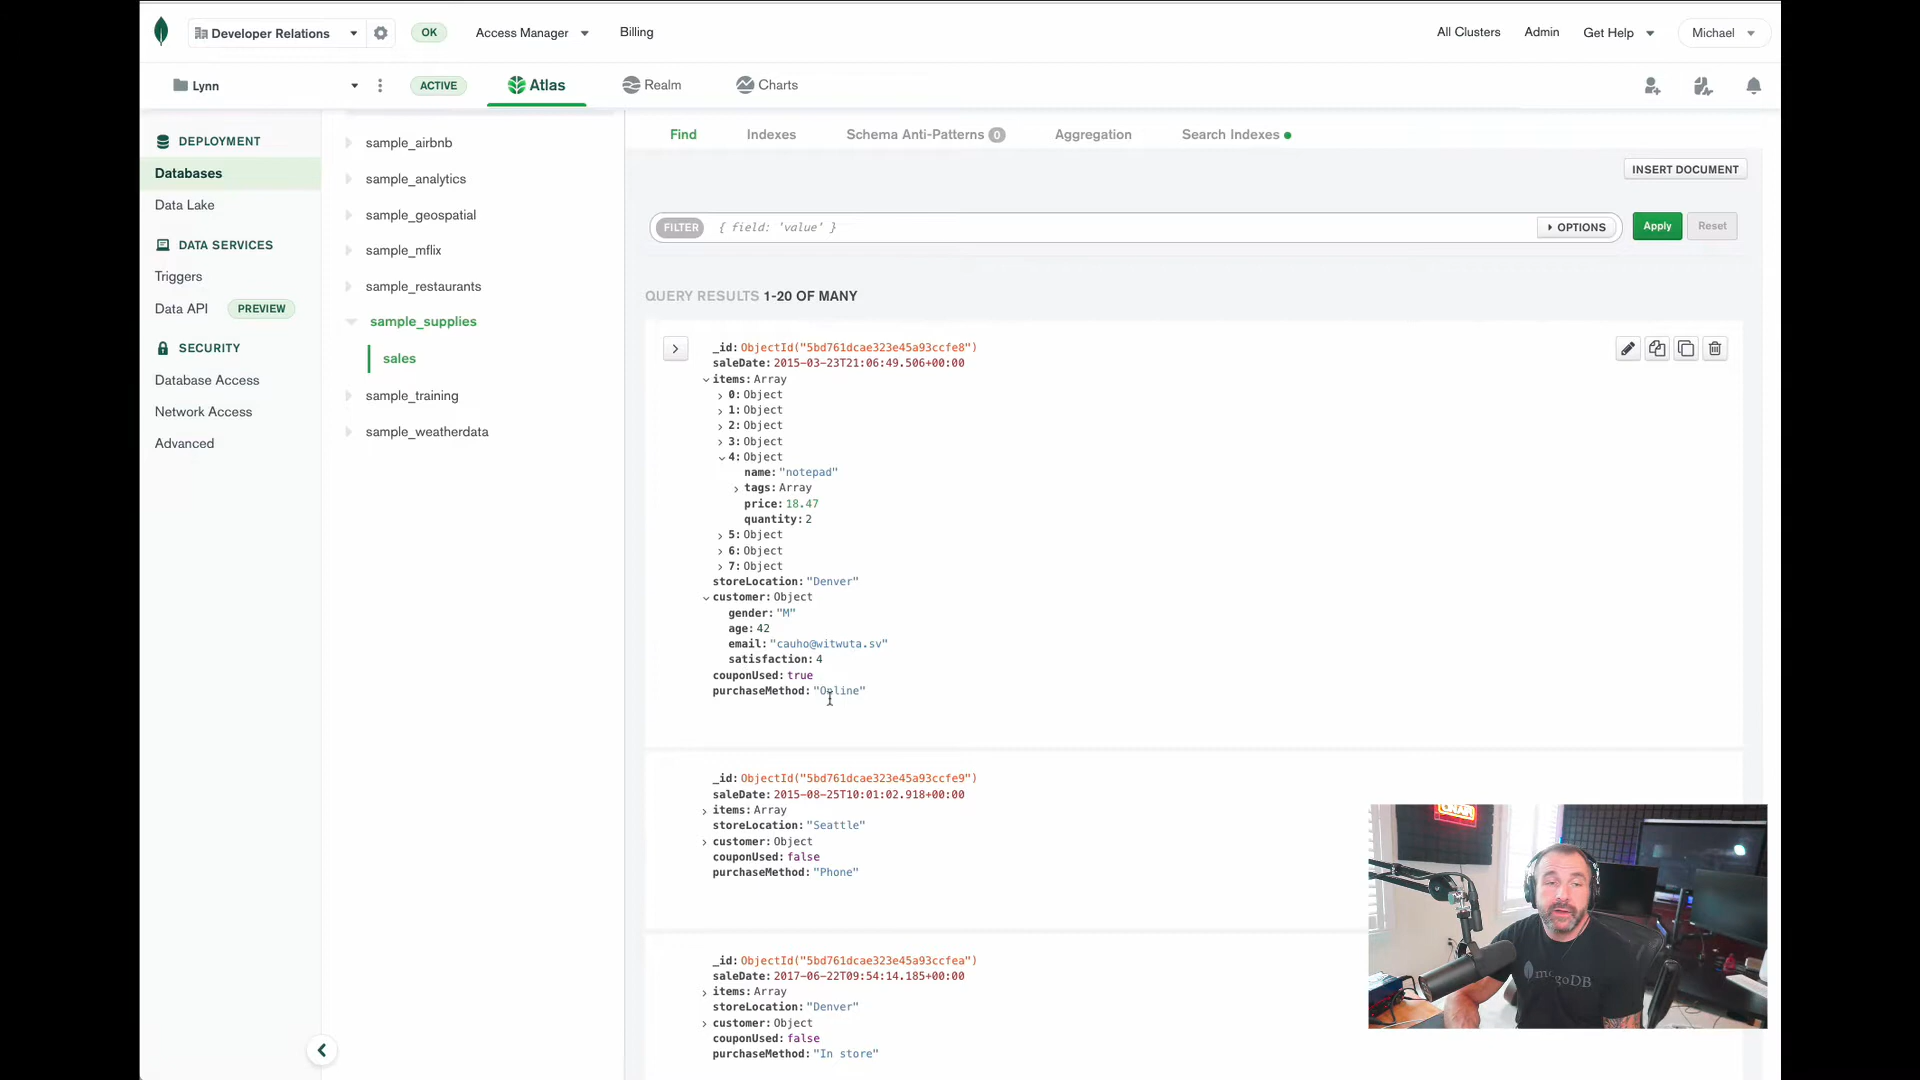 Developer Relations
OK
Access Manager
Billing
All Clusters
Admin
Get Help
Michael
Lynn
ACTIVE
Atlas
Realm
Charts
DEPLOYMENT
Databases
Data Lake
DATA SERVICES
Triggers
Data API PREVIEW
SECURITY
Database Access
Network Access
Advanced
sample_airbnb
sample_analytics
sample_geospatial
sample_mflix
sample_restaurants
sample_supplies
sales
sample_training
sample_weatherdata
Find
Indexes
Schema Anti-Patterns 0
Aggregation
Search Indexes
INSERT DOCUMENT
FILTER { field: 'value' }
OPTIONS
Apply
Reset
QUERY RESULTS 1-20 OF MANY
_id: ObjectId("5bd761dcae323e45a93ccfe8")
saleDate: 2015-03-23T21:06:49.506+00:00
items: Array
0: Object
1: Object
2: Object
3: Object
4: Object
name: "notepad"
tags: Array
price: 18.47
quantity: 2
5: Object
6: Object
7: Object
storeLocation: "Denver"
customer: Object
gender: "M"
age: 42
email: "cauho@witwuta.sv"
satisfaction: 4
couponUsed: true
purchaseMethod: "Online"
_id: ObjectId("5bd761dcae323e45a93ccfe9")
saleDate: 2015-08-25T10:01:02.918+00:00
items: Array
storeLocation: "Seattle"
customer: Object
couponUsed: false
purchaseMethod: "Phone"
_id: ObjectId("5bd761dcae323e45a93ccfea")
saleDate: 2017-06-22T09:54:14.185+00:00
items: Array
storeLocation: "Denver"
customer: Object
couponUsed: false
purchaseMethod: "In store"
mongoDB